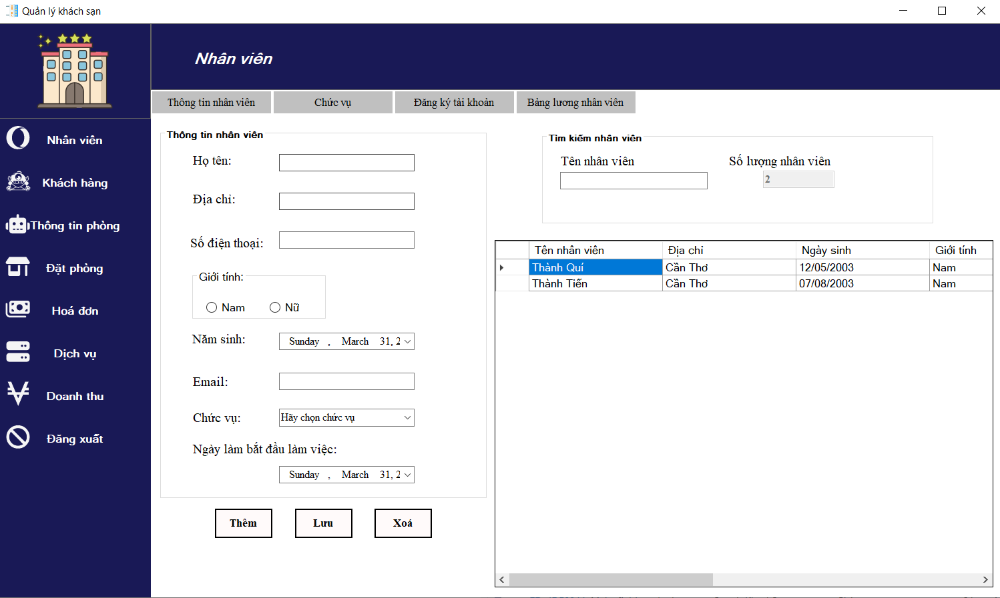 Quản lý khách sạn
Nhân viên
Thông tin nhân viên
Chức vụ
Đăng ký tài khoản
Bảng lương nhân viên
Nhân viên
Khách hàng
Thông tin phòng
Đặt phòng
Hoá đơn
Dịch vụ
Doanh thu
Đăng xuất
Thông tin nhân viên
Họ tên:
Địa chỉ:
Số điện thoại:
Giới tính:
Nam Nữ
Năm sinh: Sunday , March 31, 2
Email:
Chức vụ: Hãy chọn chức vụ
Ngày làm bắt đầu làm việc:
Sunday , March 31, 2
Thêm Lưu Xoá
Tìm kiếm nhân viên
Tên nhân viên Số lượng nhân viên
2
Tên nhân viên Địa chỉ Ngày sinh Giới tính
Thành Quí Cần Thơ 12/05/2003 Nam
Thành Tiến Cần Thơ 07/08/2003 Nam